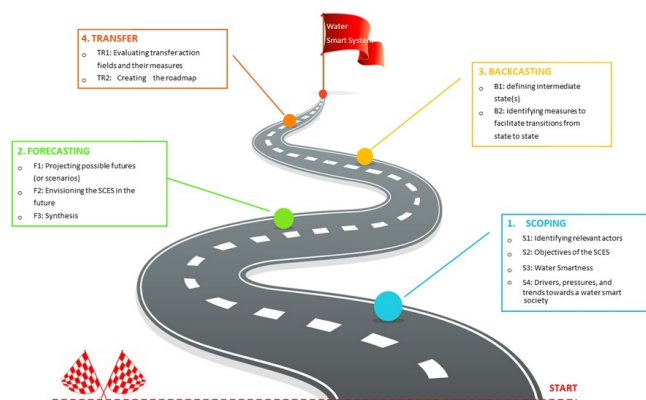 Water
Smart System
4. TRANSFER
TR1: Evaluating transfer action
fields and their measures
TR2: Creating the roadmap
3. BACKCASTING
B1: defining intermediate
state(s)
B2: identifying measures to
facilitate transitions from
state to state
2. FORECASTING
F1: Projecting possible futures
(or scenarios)
F2: Envisioning the SCES in the
future
F3: Synthesis
1. SCOPING
S1: Identifying relevant actors
S2: Objectives of the SCES
S3: Water Smartness
S4: Drivers, pressures, and
trends towards a water smart
society
START